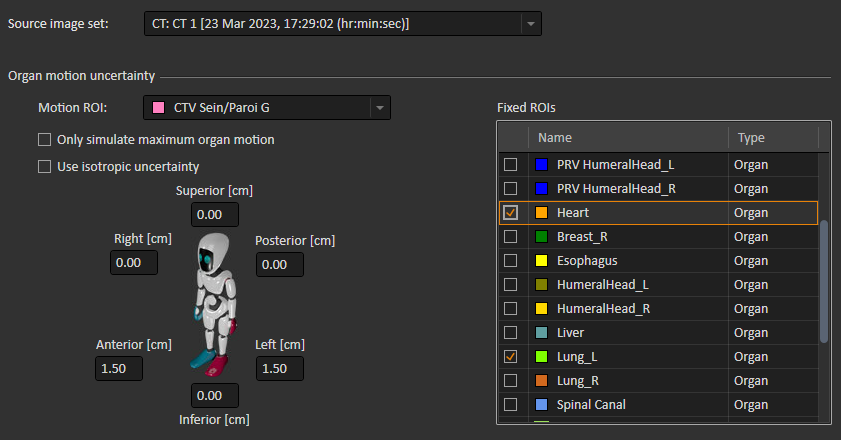 Source image set: CT: CT 1 [23 Mar 2023, 17:29:02 (hr:min:sec)]
Organ motion uncertainty
Motion ROI: CTV Sein/Paroi G
Only simulate maximum organ motion
Use isotropic uncertainty
Superior [cm]
0.00
Right [cm] Posterior [cm]
0.00 0.00
Anterior [cm] Left [cm]
1.50 1.50
0.00
Inferior [cm]
Fixed ROIs
Name Type
PRV HumeralHead_L Organ
PRV HumeralHead_R Organ
Heart Organ
Breast_R Organ
Esophagus Organ
HumeralHead_L Organ
HumeralHead_R Organ
Liver Organ
Lung_L Organ
Lung_R Organ
Spinal Canal Organ